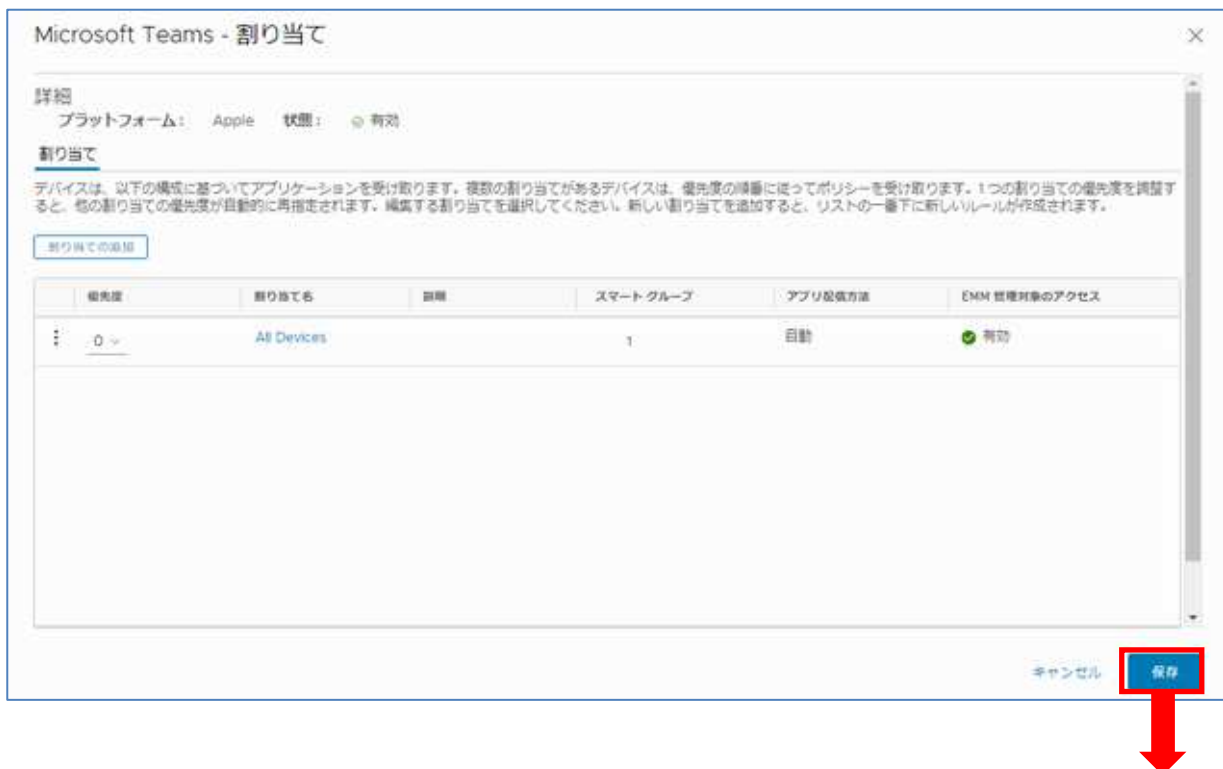 Microsoft Teams - 割り当て
詳細
プラットフォーム： Apple 状態： 有効
割り当て
デバイスは、以下の構成に基づいてアプリケーションを受け取ります。複数の割り当てがあるデバイスは、優先度の順番に従ってポリシーを受け取ります。1つの割り当ての優先度を調整す
ると、他の割り当ての優先度が自動的に再指定されます。編集する割り当てを選択してください。新しい割り当てを追加すると、リストの一番下に新しいルールが作成されます。
割り当ての追加
優先度 割り当て名 説明 スマート グループ アプリ配信方法 EMM 管理対象のアクセス
0 All Devices 1 自動 有効
キャンセル 保存